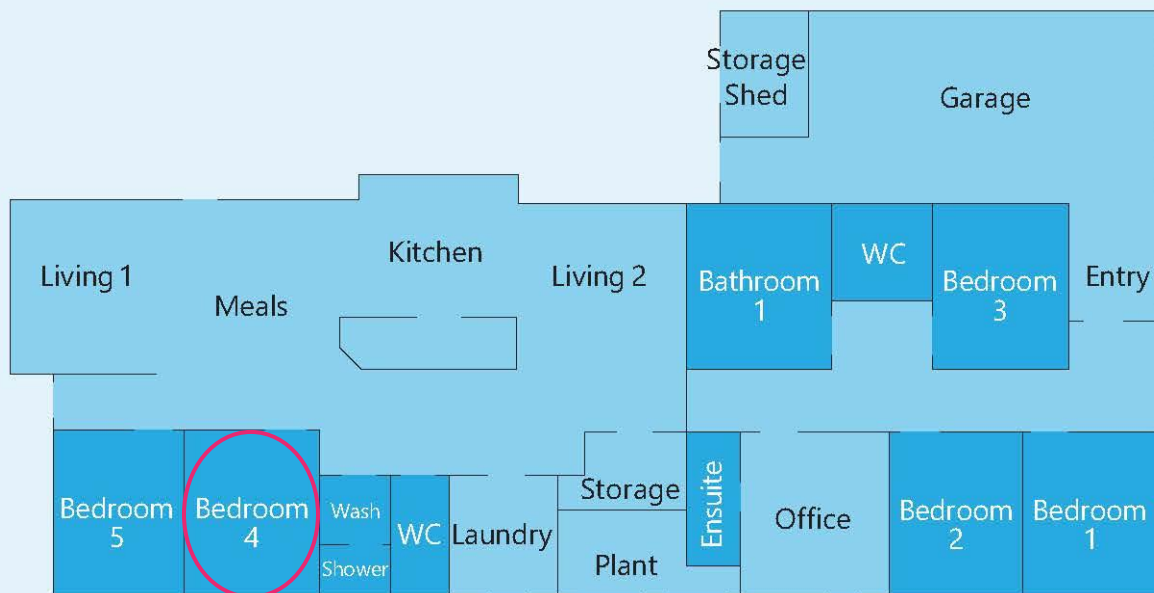 Storage
Shed
Garage
Living 1
Meals
Kitchen
Living 2
Bathroom
1
WC
Bedroom
3
Entry
Bedroom
5
Bedroom
4
Wash
Shower
WC
Laundry
Storage
Plant
Ensuite
Office
Bedroom
2
Bedroom
1